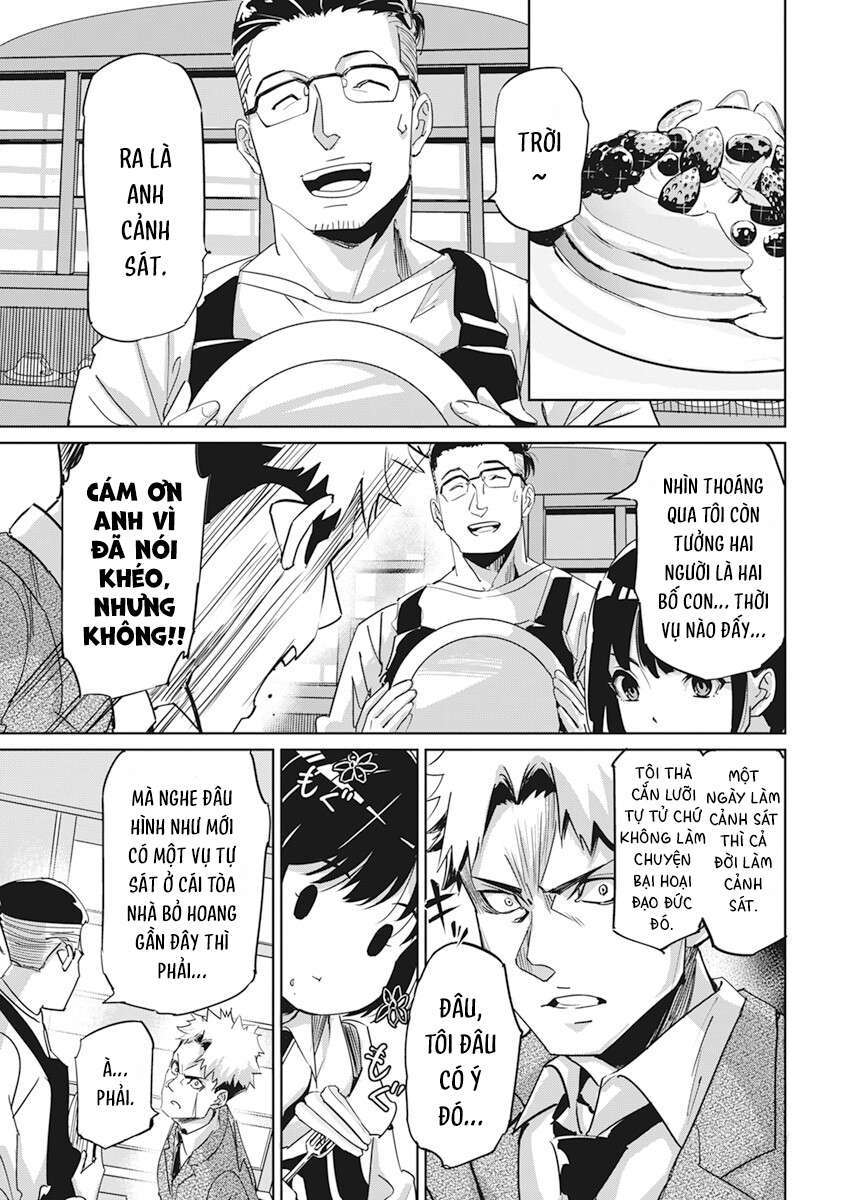 TRỜI
~
RA LÀ
ANH
CẢNH
SÁT.
NHÌN THOÁNG
QUA TÔI CÒN
TƯỞNG HAI
NGƯỜI LÀ HAI
BỐ CON... THỜI
VỤ NÀO ĐẤY...
CÁM ƠN
ANH VÌ
ĐÃ NÓI
KHÉO,
NHƯNG
KHÔNG!!
MỘT
NGÀY LÀM
CẢNH SÁT
THÌ CẢ
ĐỜI LÀM
CẢNH
SÁT.
TÔI THÀ
CẮN LƯỠI
TỰ TỬ CHỨ
KHÔNG LÀM
CHUYỆN
BẠI HOẠI
ĐẠO ĐỨC
ĐÓ.
ĐÂU,
TÔI ĐÂU
CÓ Ý
ĐÓ...
もぐ
もぐ
MÀ NGHE ĐÂU
HÌNH NHƯ MỚI
CÓ MỘT VỤ TỰ
SÁT Ở CÁI TÒA
NHÀ BỎ HOANG
GẦN ĐÂY THÌ
PHẢI...
À...
PHẢI.